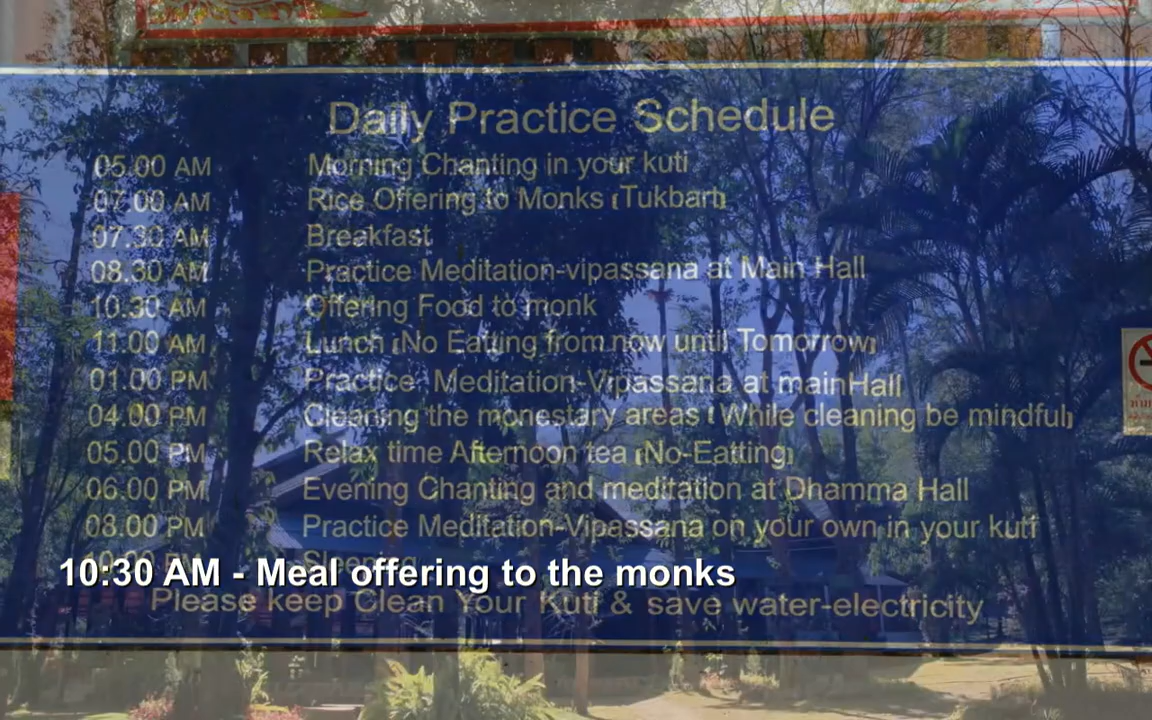 Daily Practice Schedule
05.00 AM Morning Chanting in your kuti
07.00 AM Rice Offering to Monks (Tukbart)
07.30 AM Breakfast
08.30 AM Practice Meditation-vipassana at Main Hall
10.30 AM Offering Food to monk
11.00 AM Lunch (No Eatting from now until Tomorrow)
01.00 PM Practice Meditation-Vipassana at mainHall
04.00 PM Cleaning the monestary areas (While cleaning be mindful)
05.00 PM Relax time Afternoon tea (No-Eatting)
06.00 PM Evening Chanting and meditation at Dhamma Hall
08.00 PM Practice Meditation-Vipassana on your own in your kuti
10:00 PM Sleeping
10:30 AM - Meal offering to the monks
Please keep Clean Your Kuti & save water-electricity